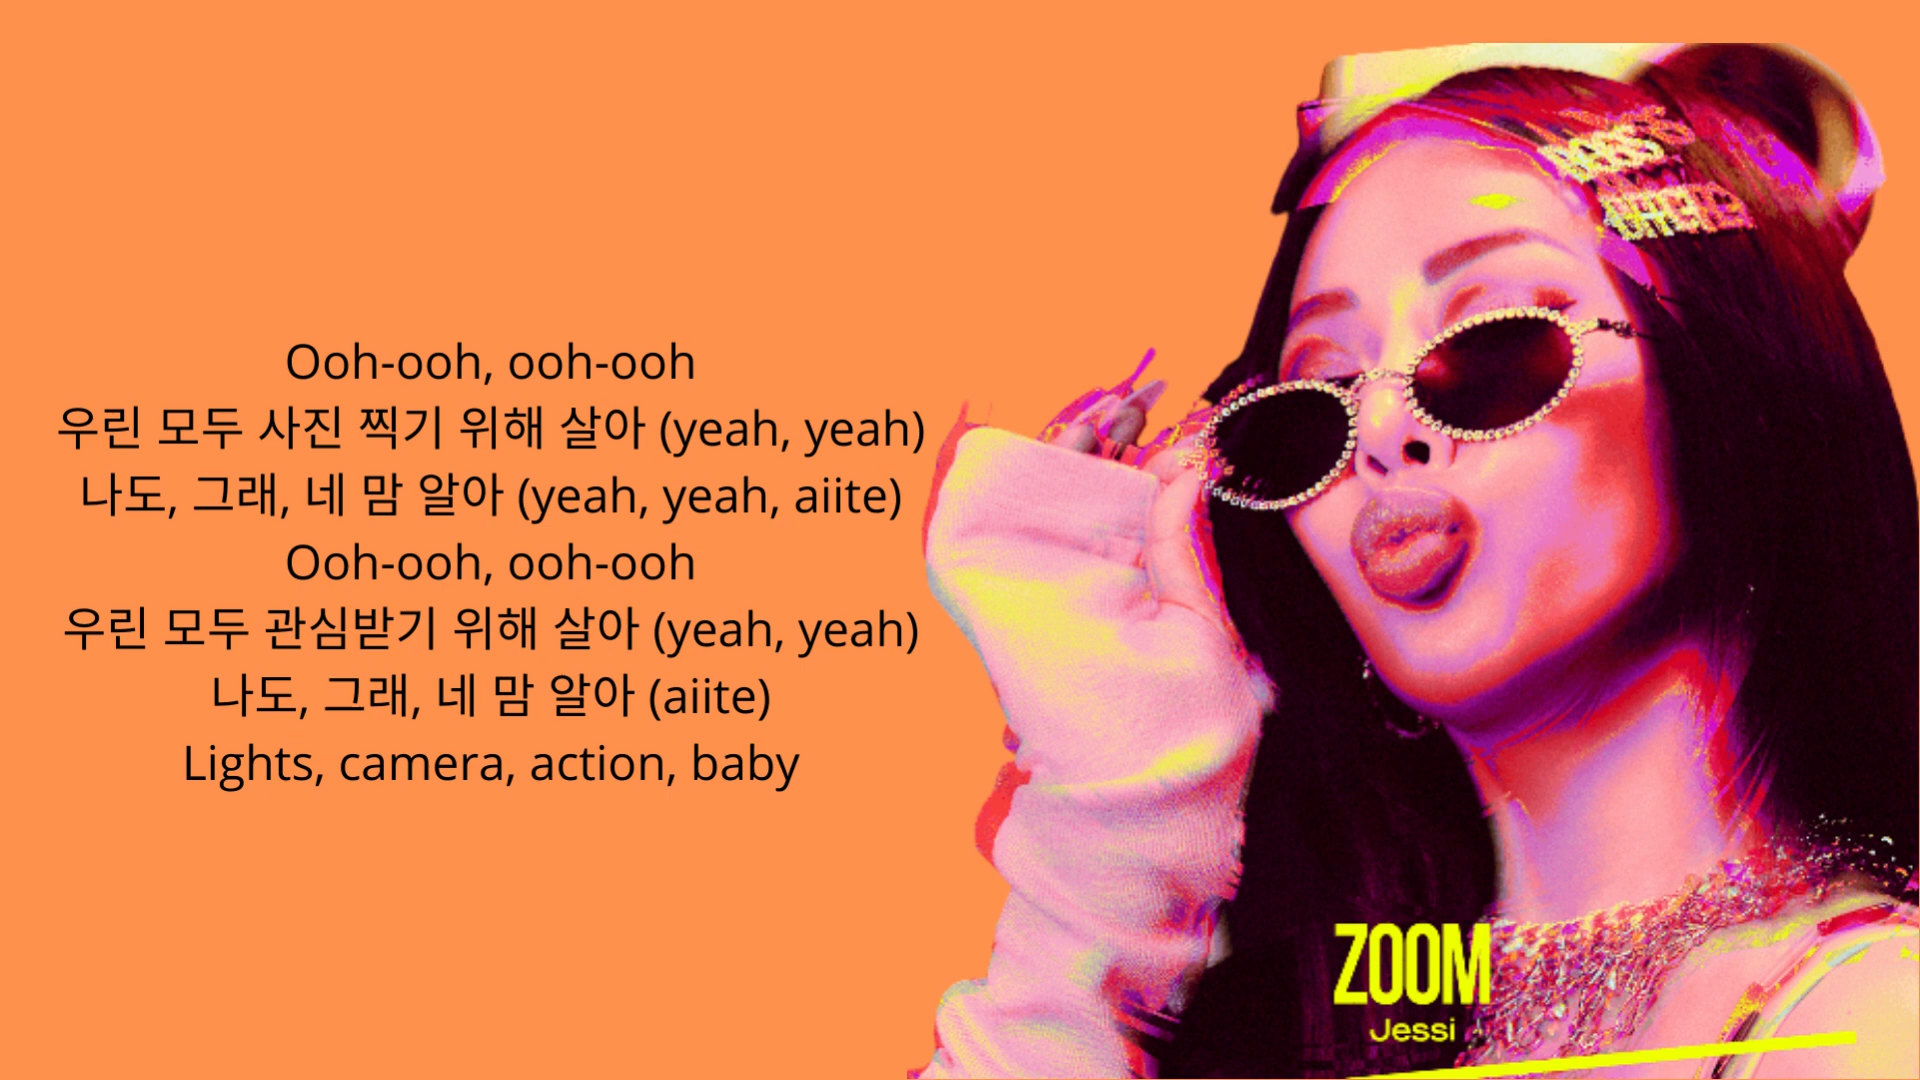 Ooh-ooh, ooh-ooh
우린 모두 사진 찍기 위해 살아 (yeah, yeah)
나도, 그래, 네 맘 알아 (yeah, yeah, aiite)
Ooh-ooh, ooh-ooh
우린 모두 관심받기 위해 살아 (yeah, yeah)
나도, 그래, 네 맘 알아 (aiite)
Lights, camera, action, baby
ZOOM
Jessi